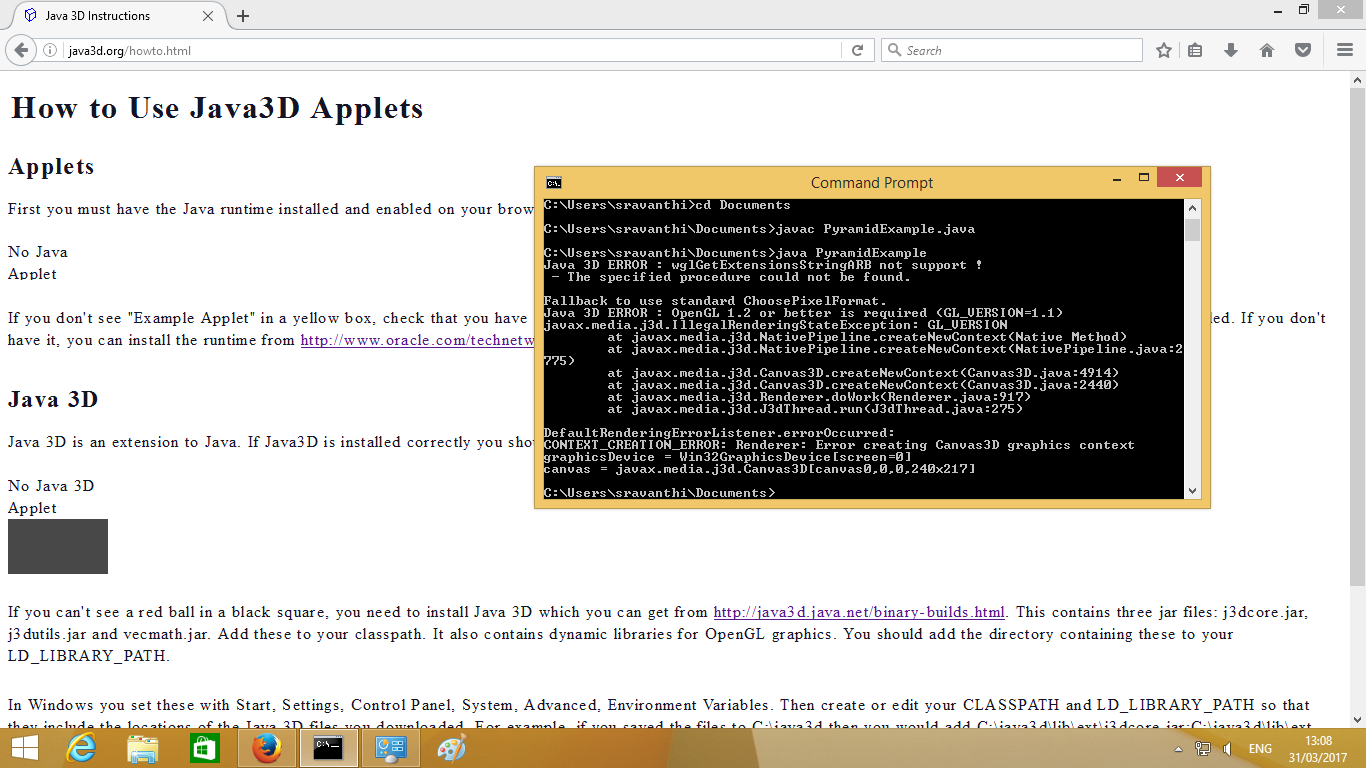 Java 3D Instructions
java3d.org/howto.html
Search
How to Use Java3D Applets
Applets
First you must have the Java runtime installed and enabled on your brow
No Java
Applet
If you don't see "Example Applet" in a yellow box, check that you have
ed. If you don't
have it, you can install the runtime from http://www.oracle.com/technetw
Java 3D
Java 3D is an extension to Java. If Java3D is installed correctly you sho
No Java 3D
Applet
If you can't see a red ball in a black square, you need to install Java 3D which you can get from http://java3d.java.net/binary-builds.html. This contains three jar files: j3dcore.jar,
j3dutils.jar and vecmath.jar. Add these to your classpath. It also contains dynamic libraries for OpenGL graphics. You should add the directory containing these to your
LD_LIBRARY_PATH.
In Windows you set these with Start, Settings, Control Panel, System, Advanced, Environment Variables. Then create or edit your CLASSPATH and LD_LIBRARY_PATH so that
they include the locations of the Java 3D files you downloaded. For example, if you saved the files to C:\java3d then you would add C:\java3d\lib\ext\j3dcore.jar;C:\java3d\lib\ext
Command Prompt
C:\Users\sravanthi>cd Documents
C:\Users\sravanthi\Documents>javac PyramidExample.java
C:\Users\sravanthi\Documents>java PyramidExample
Java 3D ERROR : wglGetExtensionsStringARB not support !
- The specified procedure could not be found.
Fallback to use standard ChoosePixelFormat.
Java 3D ERROR : OpenGL 1.2 or better is required (GL_VERSION=1.1)
javax.media.j3d.IllegalRenderingStateException: GL_VERSION
at javax.media.j3d.NativePipeline.createNewContext(Native Method)
at javax.media.j3d.NativePipeline.createNewContext(NativePipeline.java:2
775)
at javax.media.j3d.Canvas3D.createNewContext(Canvas3D.java:4914)
at javax.media.j3d.Canvas3D.createNewContext(Canvas3D.java:2440)
at javax.media.j3d.Renderer.doWork(Renderer.java:917)
at javax.media.j3d.J3dThread.run(J3dThread.java:275)
DefaultRenderingErrorListener.errorOccurred:
CONTEXT_CREATION_ERROR: Renderer: Error creating Canvas3D graphics context
graphicsDevice = Win32GraphicsDevice[screen=0]
canvas = javax.media.j3d.Canvas3D[canvas0,0,0,240x217]
C:\Users\sravanthi\Documents>
ENG
13:08
31/03/2017